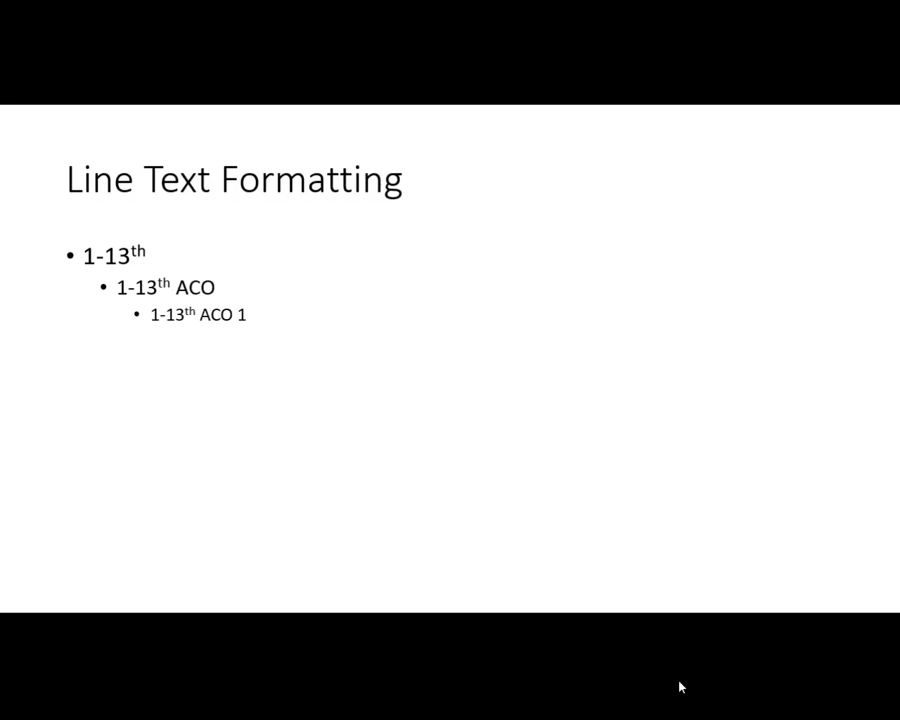 Line Text Formatting
• 1-13th
• 1-13th ACO
• 1-13th ACO 1